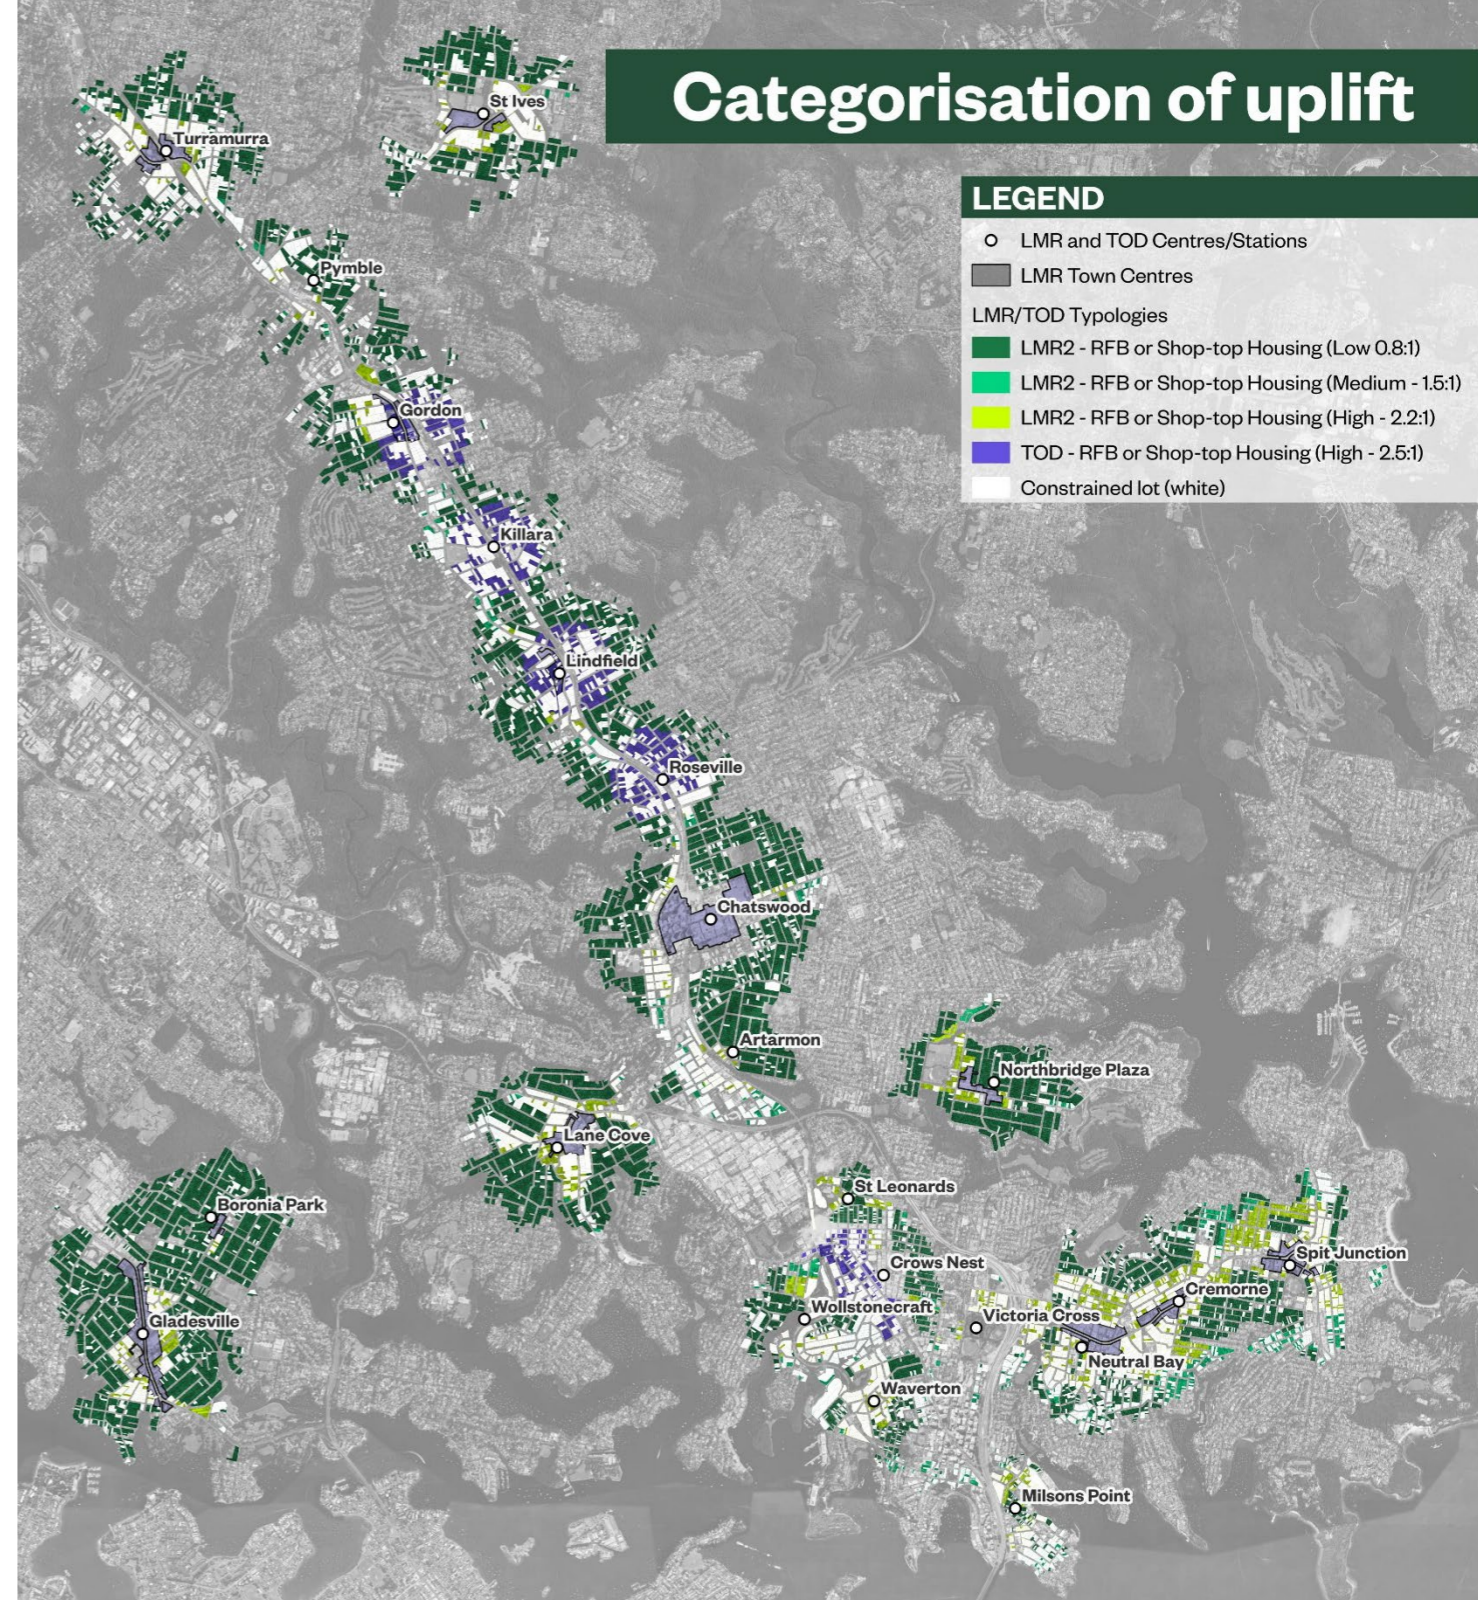 Categorisation of uplift
LEGEND
LMR and TOD Centres/Stations
LMR Town Centres
LMR/TOD Typologies
LMR2 - RFB or Shop-top Housing (Low 0.8:1)
LMR2 - RFB or Shop-top Housing (Medium - 1.5:1)
LMR2 - RFB or Shop-top Housing (High - 2.2:1)
TOD - RFB or Shop-top Housing (High - 2.5:1)
Constrained lot (white)
St Ives
Turramurra
Pymble
Gordon
Killara
Lindfield
Roseville
Chatswood
Artarmon
Northbridge Plaza
Lane Cove
St Leonards
Boronia Park
Spit Junction
Crows Nest
Cremorne
Wollstonecraft
Victoria Cross
Gladesville
Neutral Bay
Waverton
Milsons Point